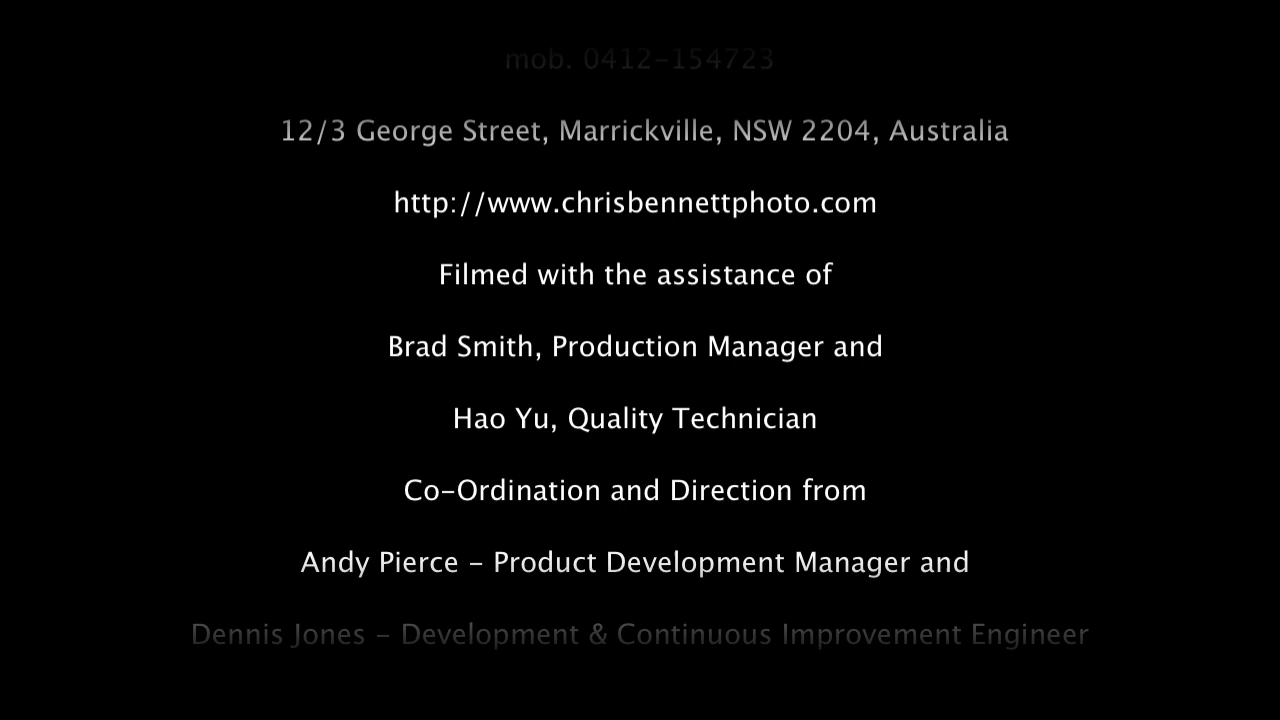 mob. 0412-154723
12/3 George Street, Marrickville, NSW 2204, Australia
http://www.chrisbennettphoto.com
Filmed with the assistance of
Brad Smith, Production Manager and
Hao Yu, Quality Technician
Co-Ordination and Direction from
Andy Pierce - Product Development Manager and
Dennis Jones - Development & Continuous Improvement Engineer